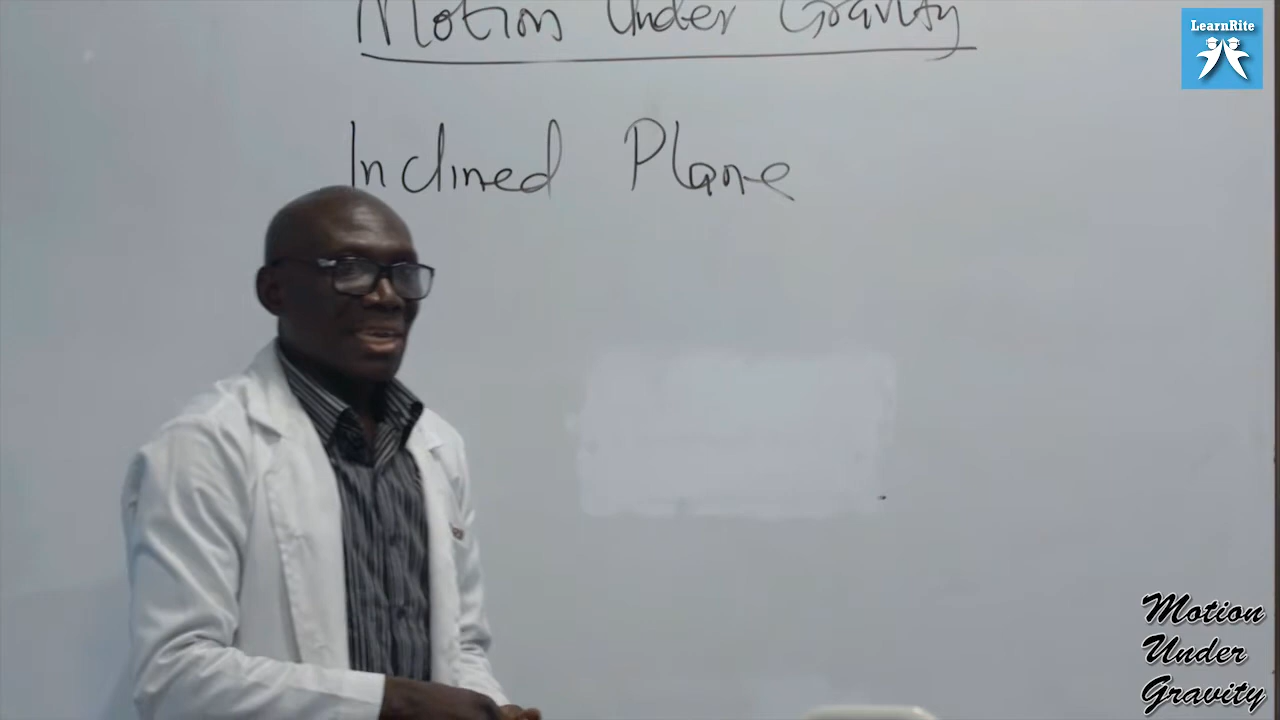 Motion Under Gravity
Inclined Plane
LearnRite
Motion
Under
Gravity